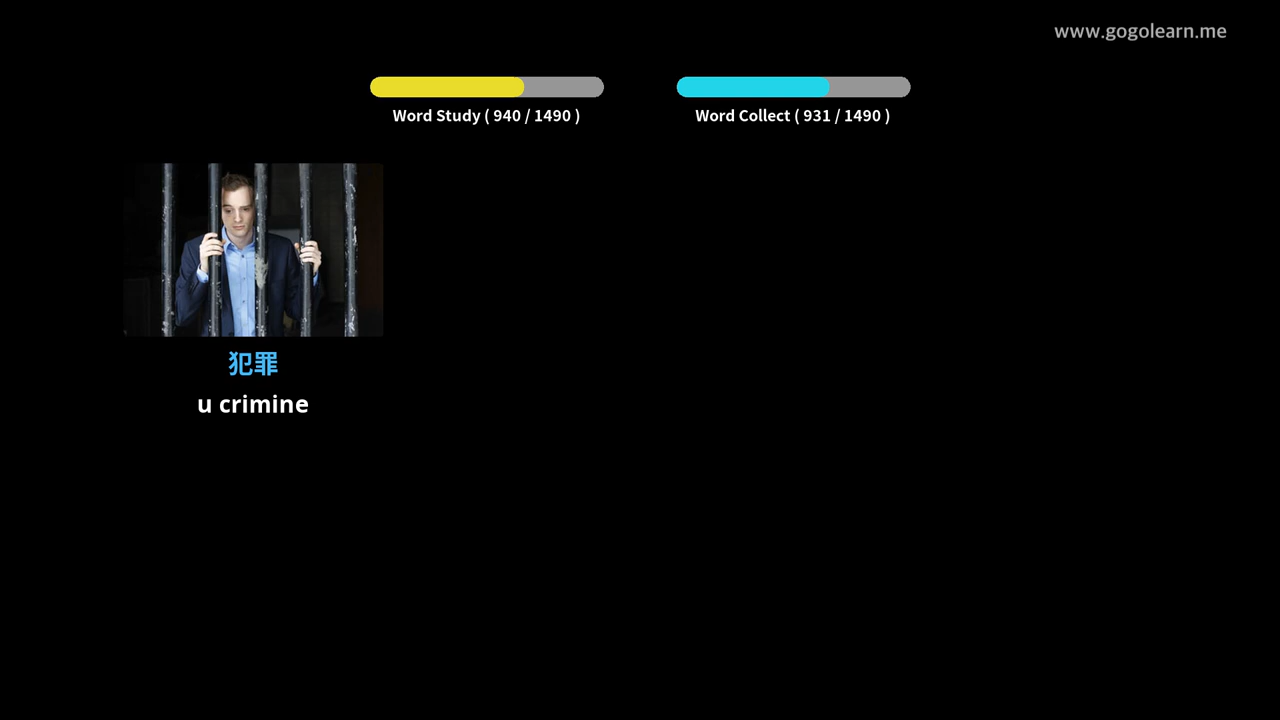 www.gogolearn.me
Word Study ( 940 / 1490 )
Word Collect ( 931 / 1490 )
犯罪
u crimine